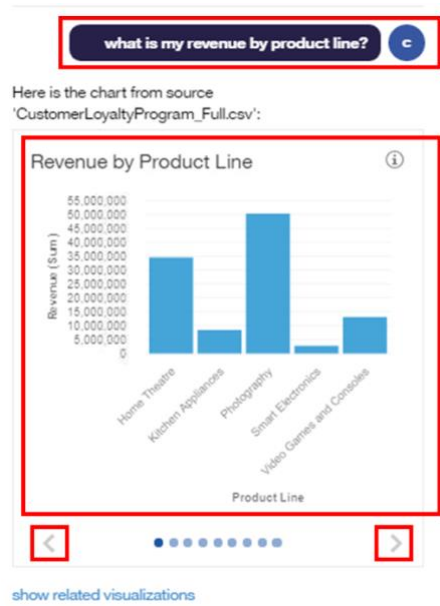 what is my revenue by product line?
c
Here is the chart from source
'CustomerLoyaltyProgram_Full.csv':
Revenue by Product Line
i
Revenue (Sum)
55,000,000
50,000,000
45,000,000
40,000,000
35,000,000
30,000,000
25,000,000
20,000,000
15,000,000
10,000,000
5,000,000
0
Home Theatre
Kitchen Appliances
Photography
Smart Electronics
Video Games and Consoles
Product Line
show related visualizations